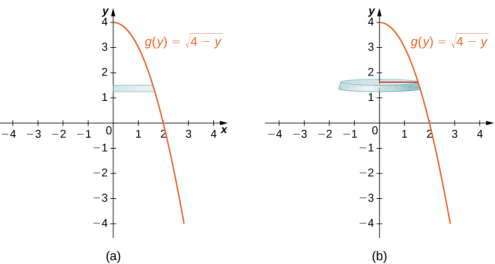 y
4
g(y) = √4 − y
3
2
1
−4 −3 −2 −1 0 1 2 3 4 x
−1
−2
−3
−4
(a)
y
4
g(y) = √4 − y
3
2
1
−4 −3 −2 −1 0 1 2 3 4
−1
−2
−3
−4
(b)